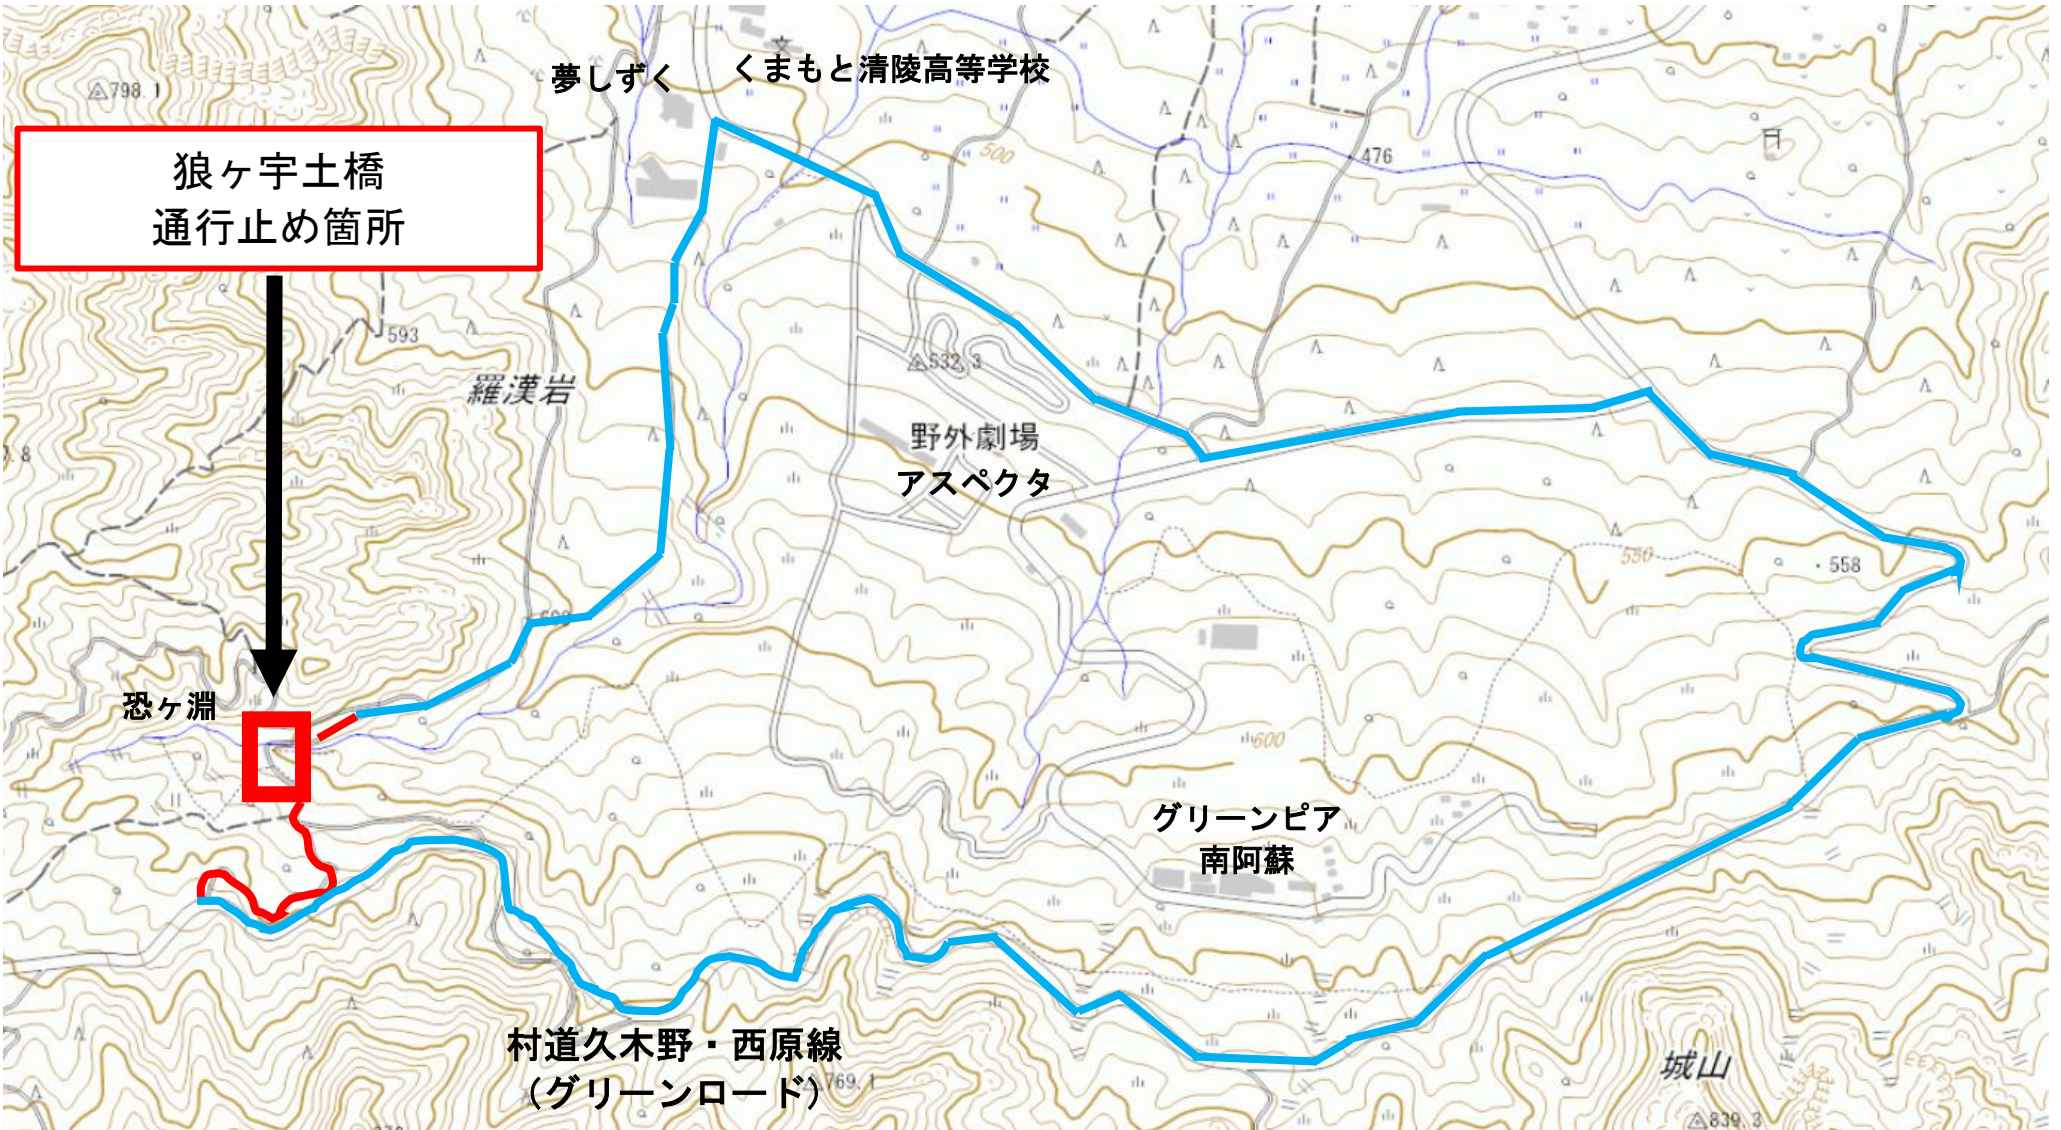 文
夢しずく
くまもと清陵高等学校
798.1
狼ヶ宇土橋
通行止め箇所
500
476
593
532.3
羅漢岩
7.8
野外劇場
アスペクタ
550
558
600
恐ヶ淵
600
グリーンピア
南阿蘇
村道久木野・西原線
（グリーンロード）
769.1
城山
839.3